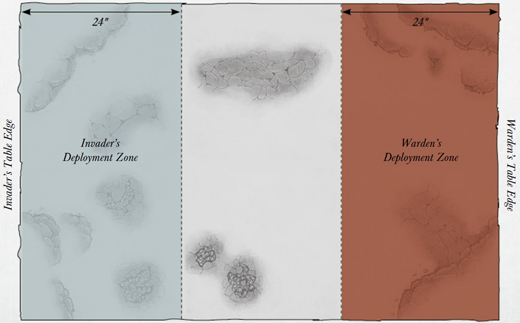 24"
24"
Invader's Table Edge
Invader's
Deployment Zone
Warden's
Deployment Zone
Warden's Table Edge